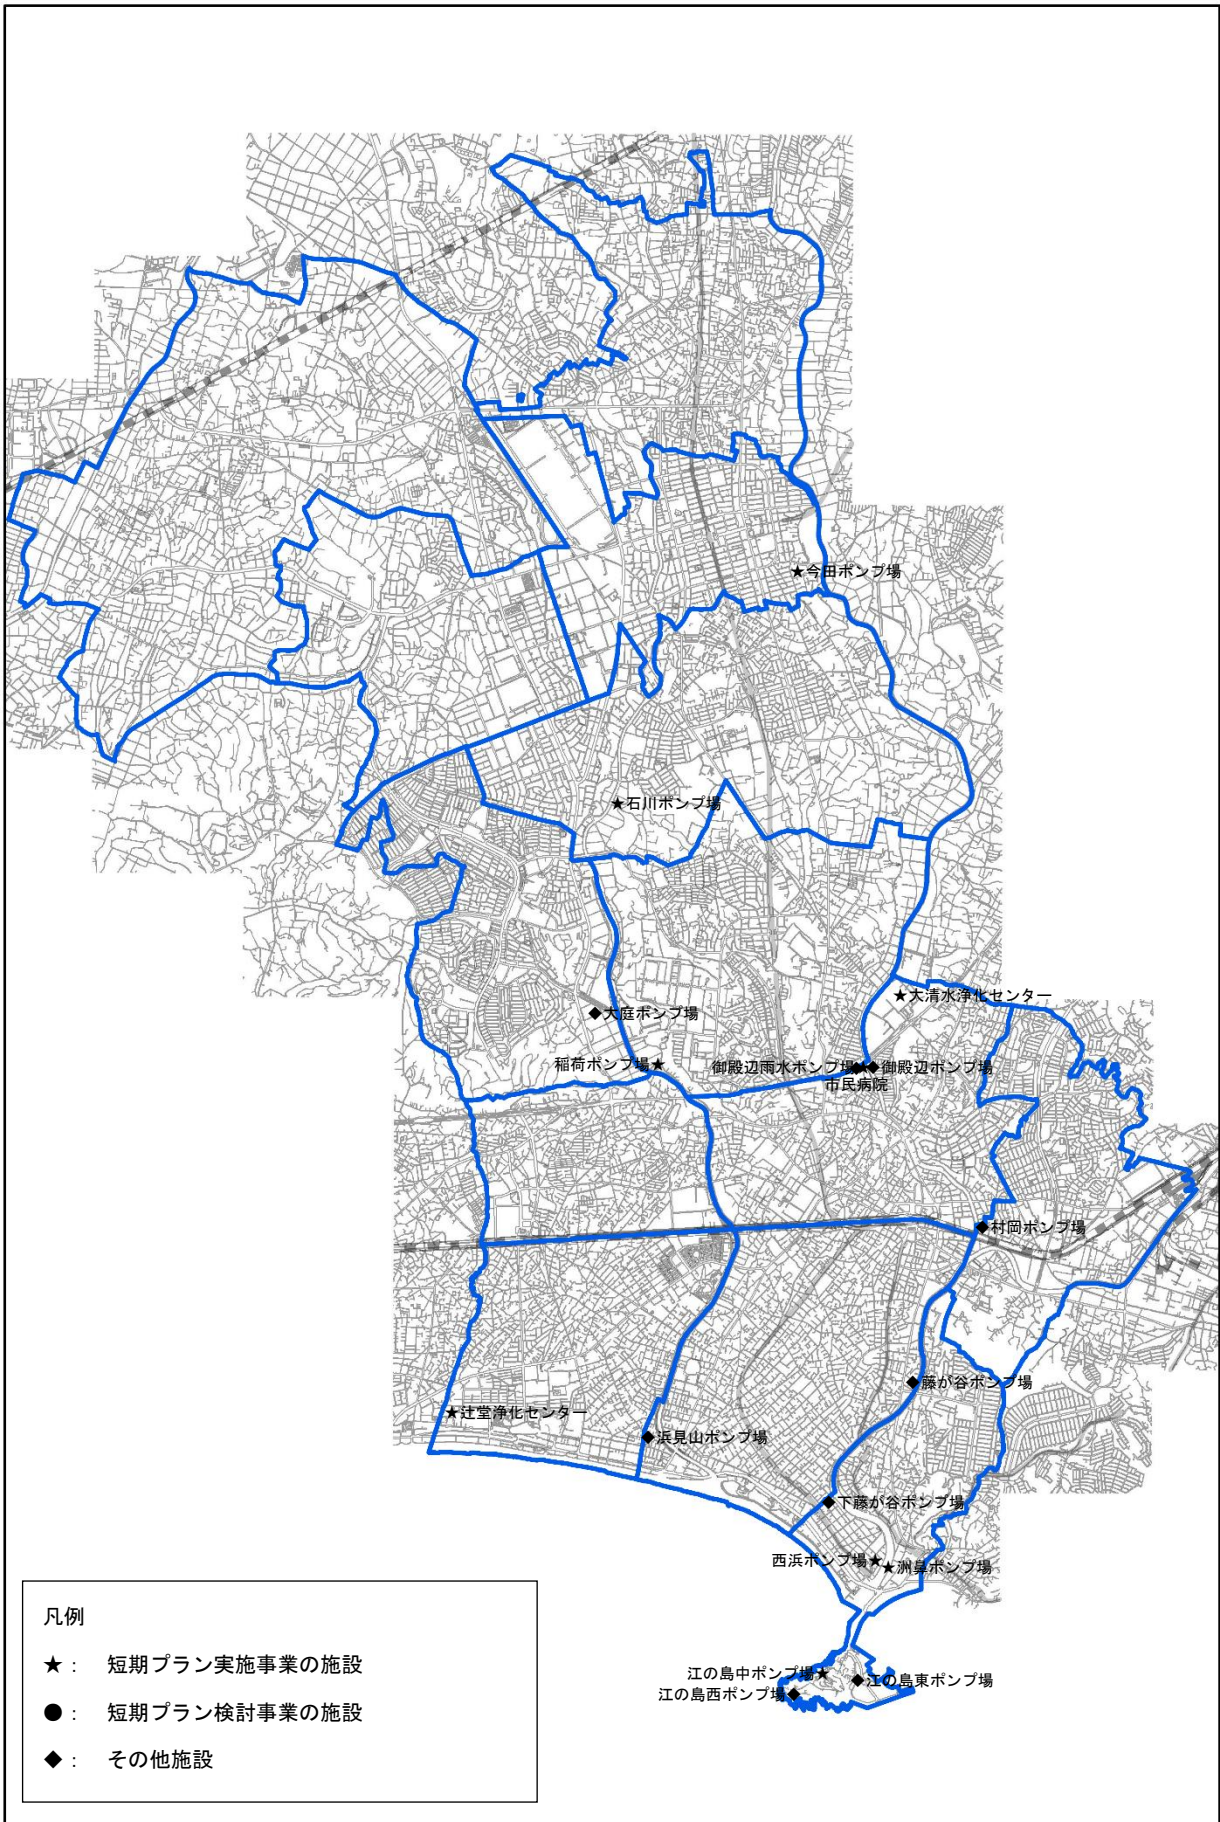 ★今田ポンプ場
★石川ポンプ場
★大清水浄化センター
◆大庭ポンプ場
稲荷ポンプ場★
御殿辺雨水ポンプ場◆
★
◆御殿辺ポンプ場
市民病院
◆村岡ポンプ場
◆藤が谷ポンプ場
★辻堂浄化センター
◆浜見山ポンプ場
◆下藤が谷ポンプ場
西浜ポンプ場★
★洲鼻ポンプ場
江の島中ポンプ場★
◆江の島東ポンプ場
江の島西ポンプ場◆
凡例
★： 短期プラン実施事業の施設
●： 短期プラン検討事業の施設
◆： その他施設